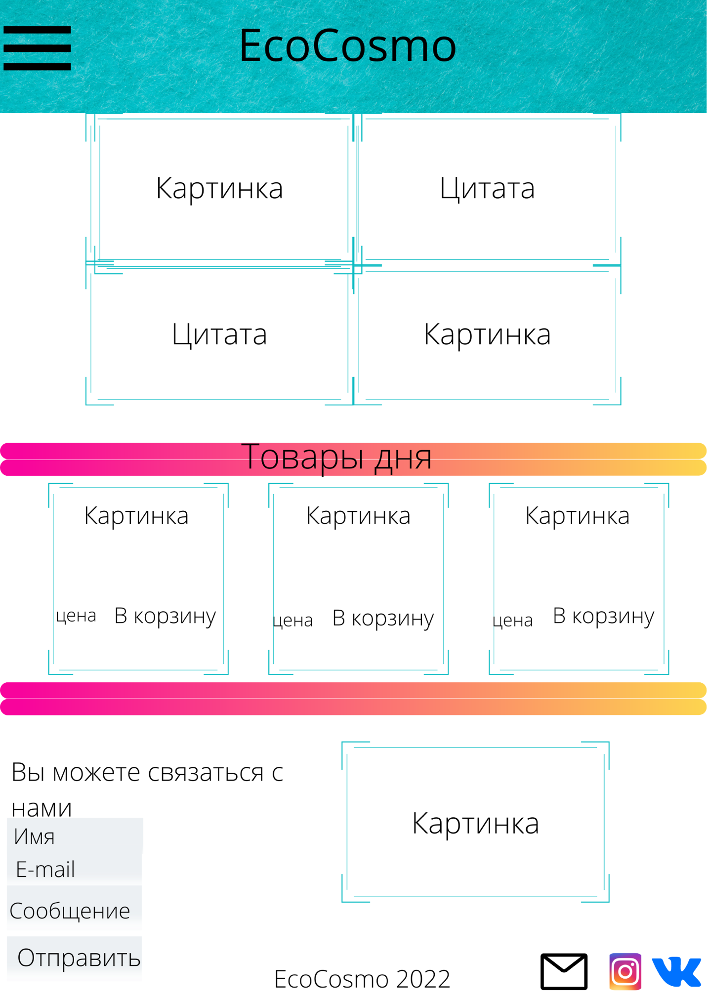 EcoCosmo
Картинка
Цитата
Цитата
Картинка
Товары дня
Картинка
Картинка
Картинка
цена
В корзину
цена
В корзину
цена
В корзину
Вы можете связаться с
нами
Имя
E-mail
Сообщение
Отправить
Картинка
EcoCosmo 2022